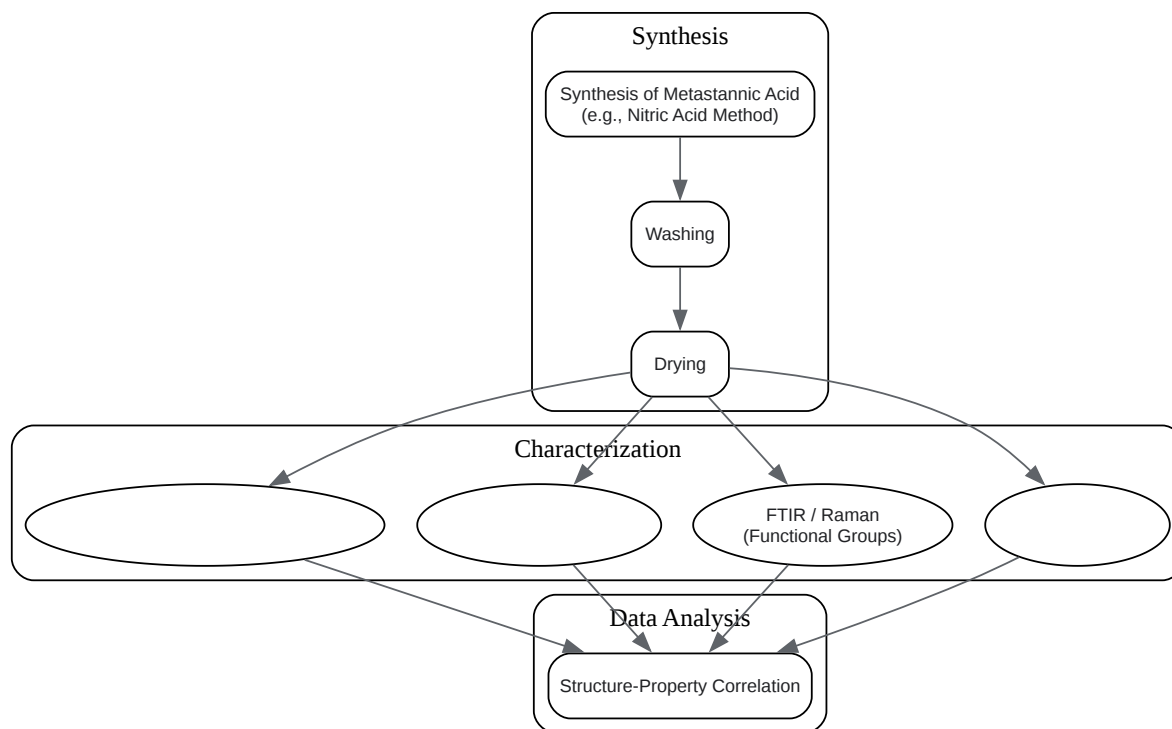 Synthesis
Synthesis of Metastannic Acid
(e.g., Nitric Acid Method)
Washing
Drying
Characterization
FTIR / Raman
(Functional Groups)
Data Analysis
Structure-Property Correlation